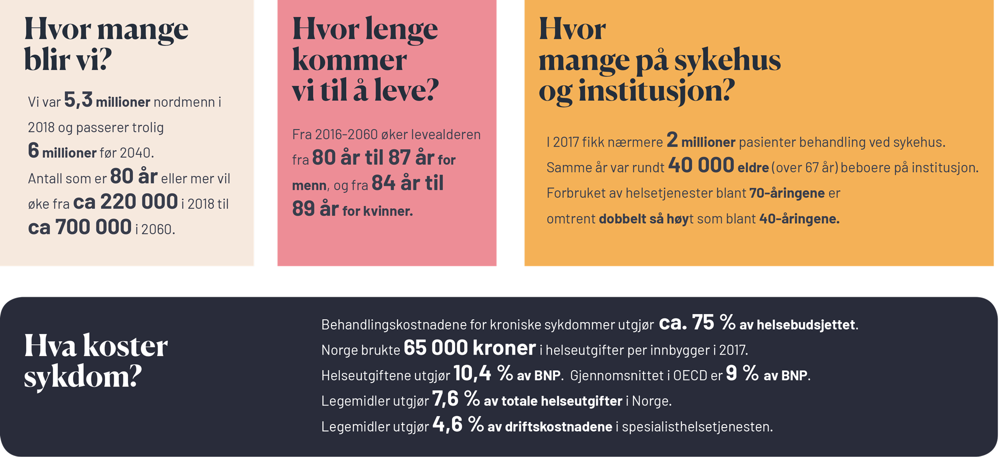 Hvor mange
blir vi?
Vi var 5,3 millioner nordmenn i
2018 og passerer trolig
6 millioner før 2040.
Antall som er 80 år eller mer vil
øke fra ca 220 000 i 2018 til
ca 700 000 i 2060.
Hvor lenge
kommer
vi til å leve?
Fra 2016-2060 øker levealderen
fra 80 år til 87 år for
menn, og fra 84 år til
89 år for kvinner.
Hvor
mange på sykehus
og institusjon?
I 2017 fikk nærmere 2 millioner pasienter behandling ved sykehus.
Samme år var rundt 40 000 eldre (over 67 år) beboere på institusjon.
Forbruket av helsetjenester blant 70-åringene er
omtrent dobbelt så høyt som blant 40-åringene.
Hva koster
sykdom?
Behandlingskostnadene for kroniske sykdommer utgjør ca. 75 % av helsebudsjettet.
Norge brukte 65 000 kroner i helseutgifter per innbygger i 2017.
Helseutgiftene utgjør 10,4 % av BNP. Gjennomsnittet i OECD er 9 % av BNP.
Legemidler utgjør 7,6 % av totale helseutgifter i Norge.
Legemidler utgjør 4,6 % av driftskostnadene i spesialisthelsetjenesten.